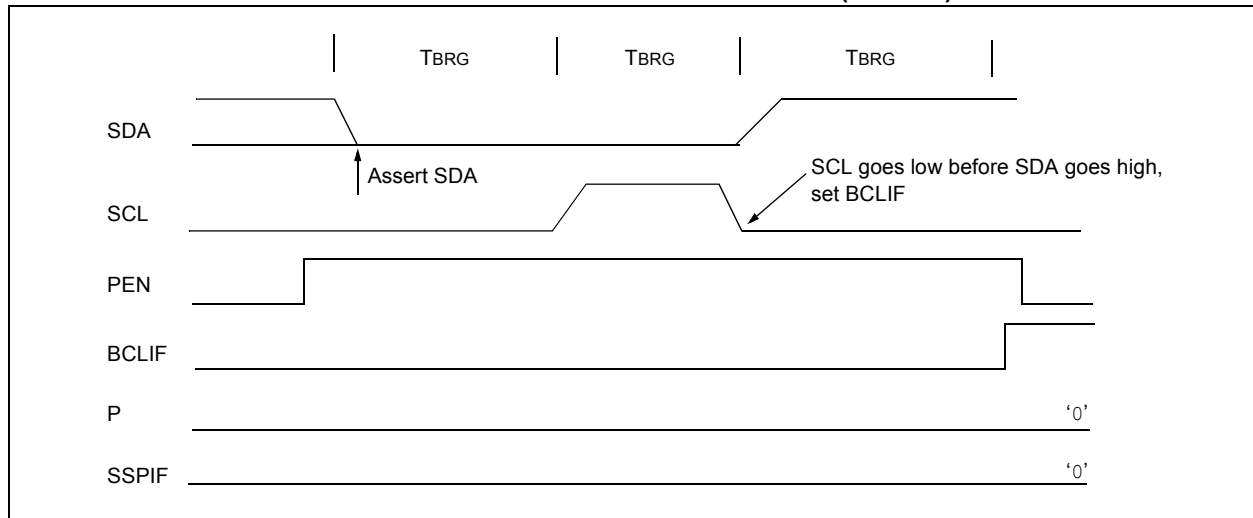 TBRG TBRG TBRG
SDA
Assert SDA
SCL goes low before SDA goes high,
set BCLIF
SCL
PEN
BCLIF
P
'0'
SSPIF
'0'